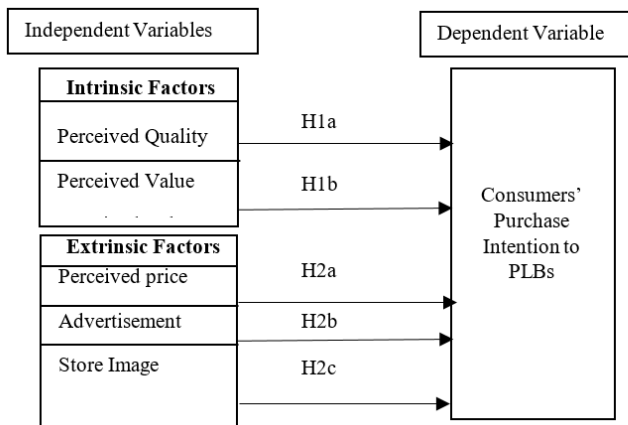 Independent Variables
Dependent Variable
Intrinsic Factors
Perceived Quality
H1a
Perceived Value
H1b
Extrinsic Factors
Perceived price
H2a
Advertisement
H2b
Store Image
H2c
Consumers’
Purchase
Intention to
PLBs